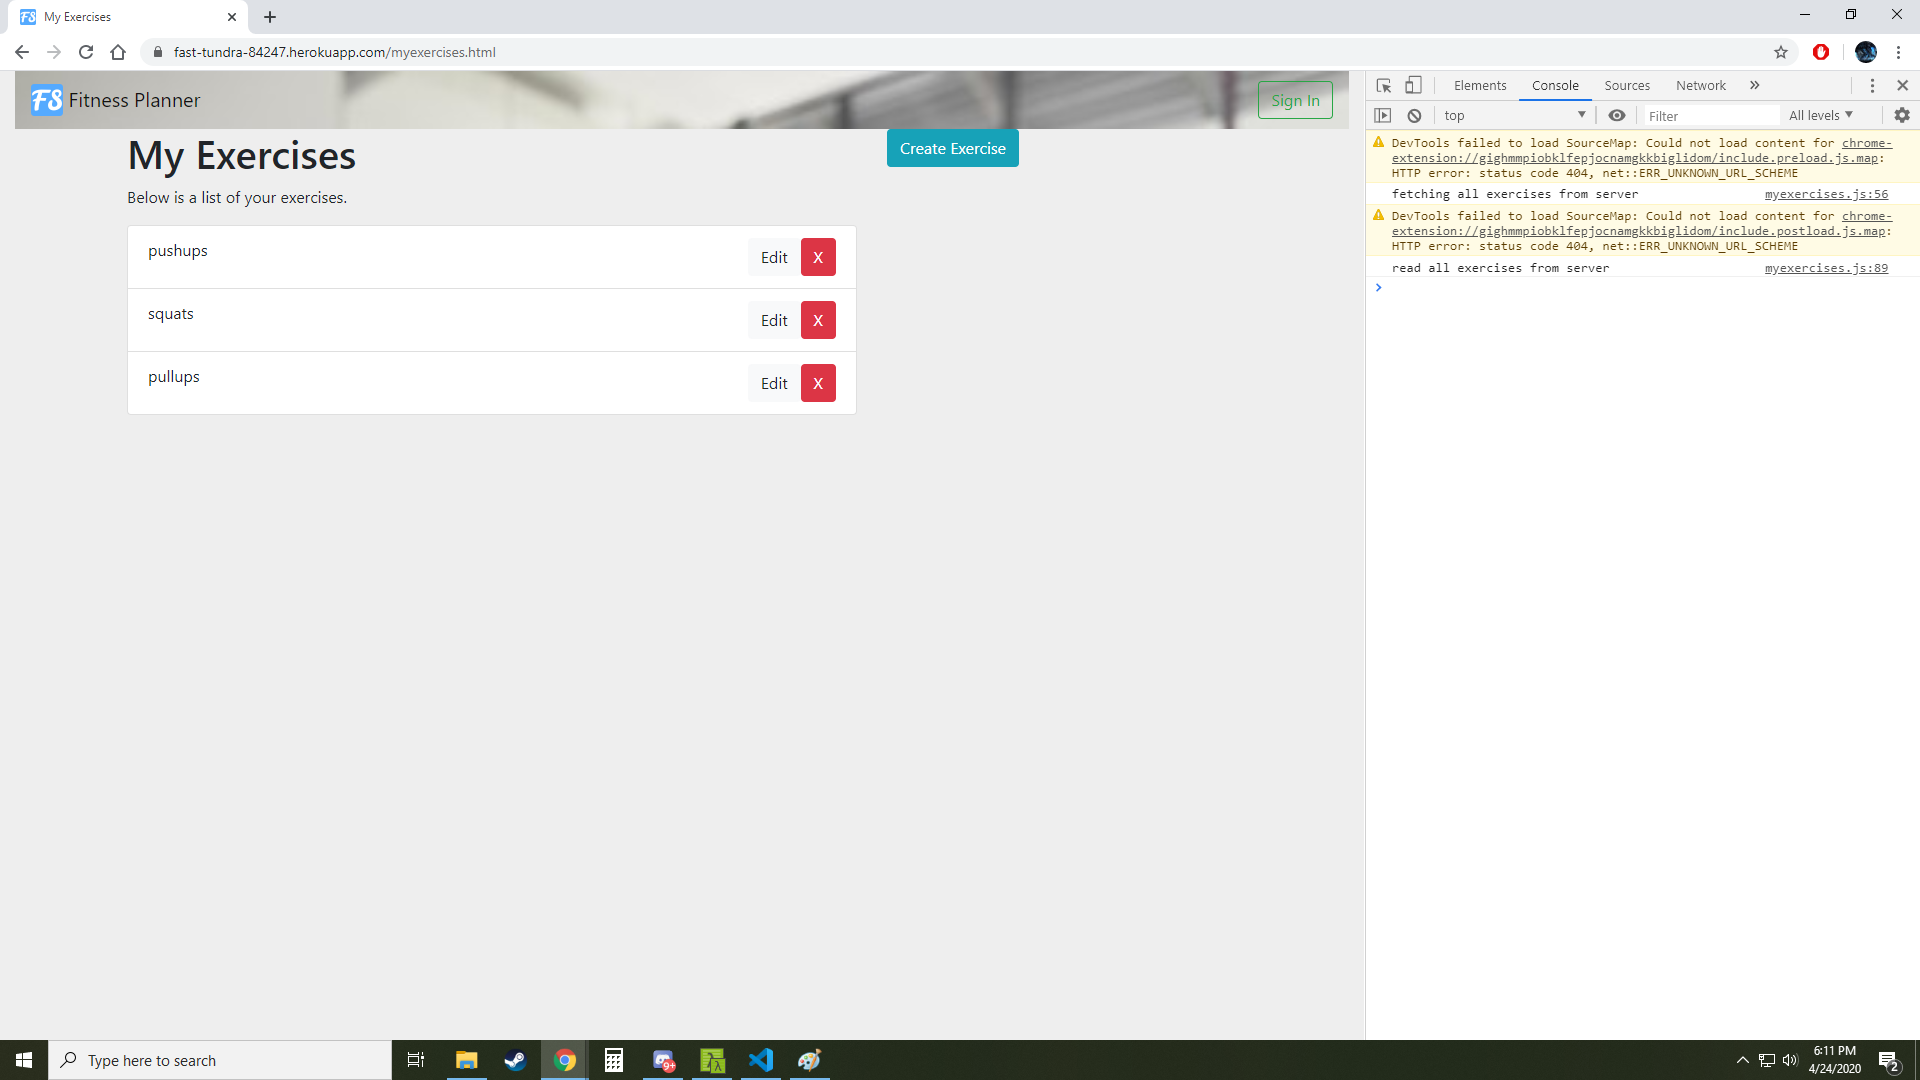 My Exercises
fast-tundra-84247.herokuapp.com/myexercises.html
FS Fitness Planner
Sign In
My Exercises
Create Exercise
Below is a list of your exercises.
pushups
Edit X
squats
Edit X
pullups
Edit X
Elements Console Sources Network
top
Filter
All levels
DevTools failed to load SourceMap: Could not load content for chrome-
extension://gighmmpiobklfepjocnamgkkbiglidom/include.preload.js.map:
HTTP error: status code 404, net::ERR_UNKNOWN_URL_SCHEME
fetching all exercises from server myexercises.js:56
DevTools failed to load SourceMap: Could not load content for chrome-
extension://gighmmpiobklfepjocnamgkkbiglidom/include.postload.js.map:
HTTP error: status code 404, net::ERR_UNKNOWN_URL_SCHEME
read all exercises from server myexercises.js:89
Type here to search
9+
6:11 PM
4/24/2020
2